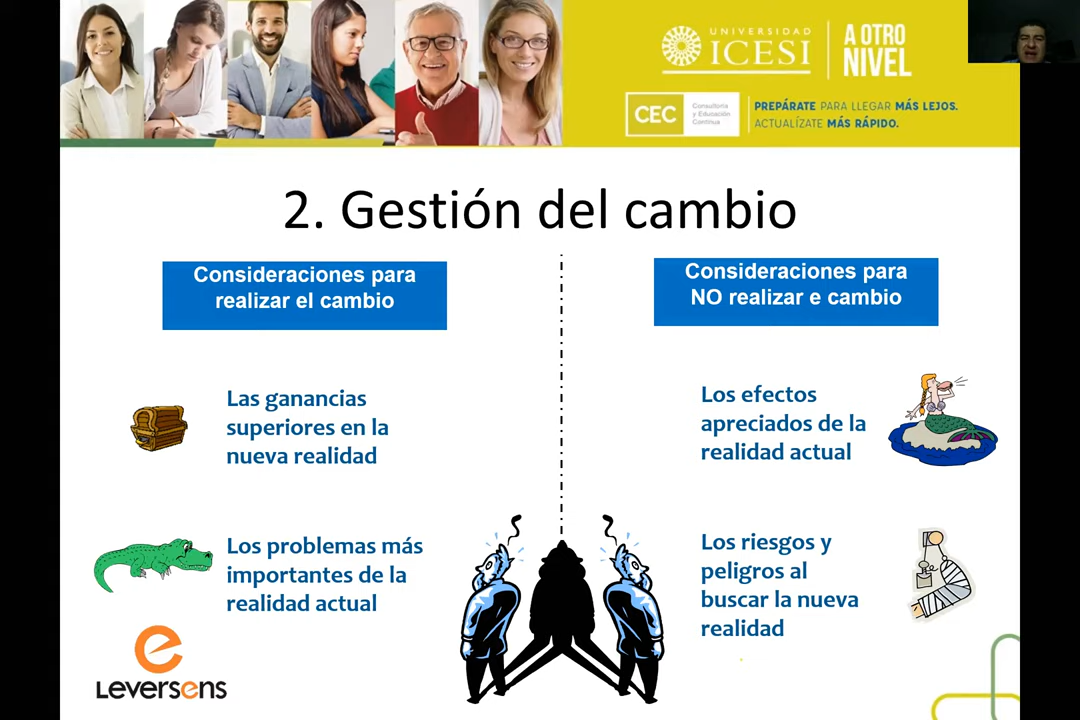 UNIVERSIDAD
ICESI
A OTRO
NIVEL
CEC
Consultoría
y Educación
Continua
PREPÁRATE PARA LLEGAR MÁS LEJOS.
ACTUALÍZATE MÁS RÁPIDO.
2. Gestión del cambio
Consideraciones para
realizar el cambio
Las ganancias
superiores en la
nueva realidad
Los problemas más
importantes de la
realidad actual
Consideraciones para
NO realizar e cambio
Los efectos
apreciados de la
realidad actual
Los riesgos y
peligros al
buscar la nueva
realidad
e
Leversens